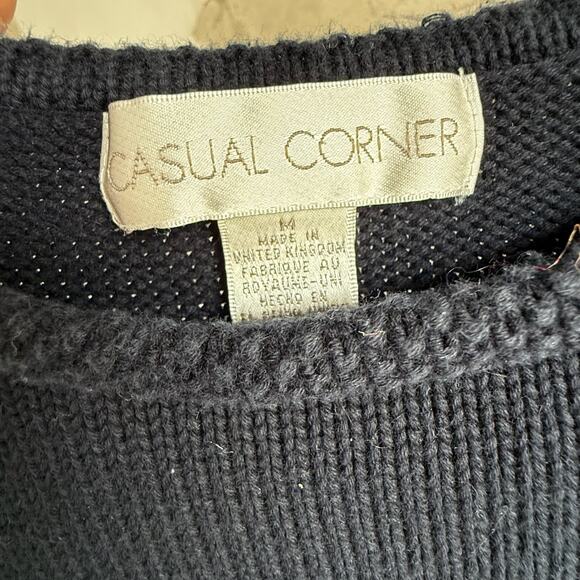 CASUAL CORNER
M
MADE IN
UNITED KINGDOM
FABRIQUE AU
ROYAUME-UNI
HECHO EN